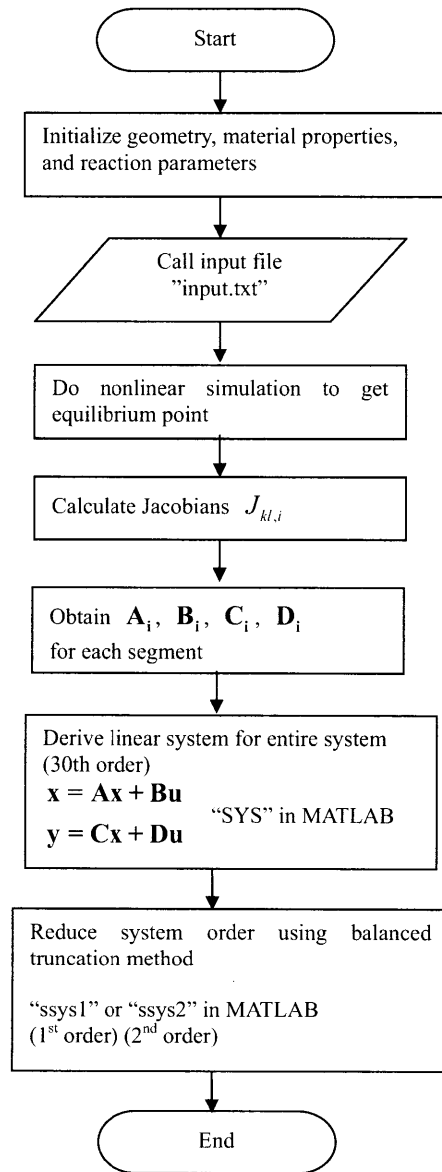 Start
Initialize geometry, material properties,
and reaction parameters
Call input file
”input.txt”
Do nonlinear simulation to get
equilibrium point
Calculate Jacobians J_{kl,i}
Obtain A_i, B_i, C_i, D_i
for each segment
Derive linear system for entire system
(30th order)
x = Ax + Bu
“SYS” in MATLAB
y = Cx + Du
Reduce system order using balanced
truncation method
“ssys1” or “ssys2” in MATLAB
(1st order) (2nd order)
End